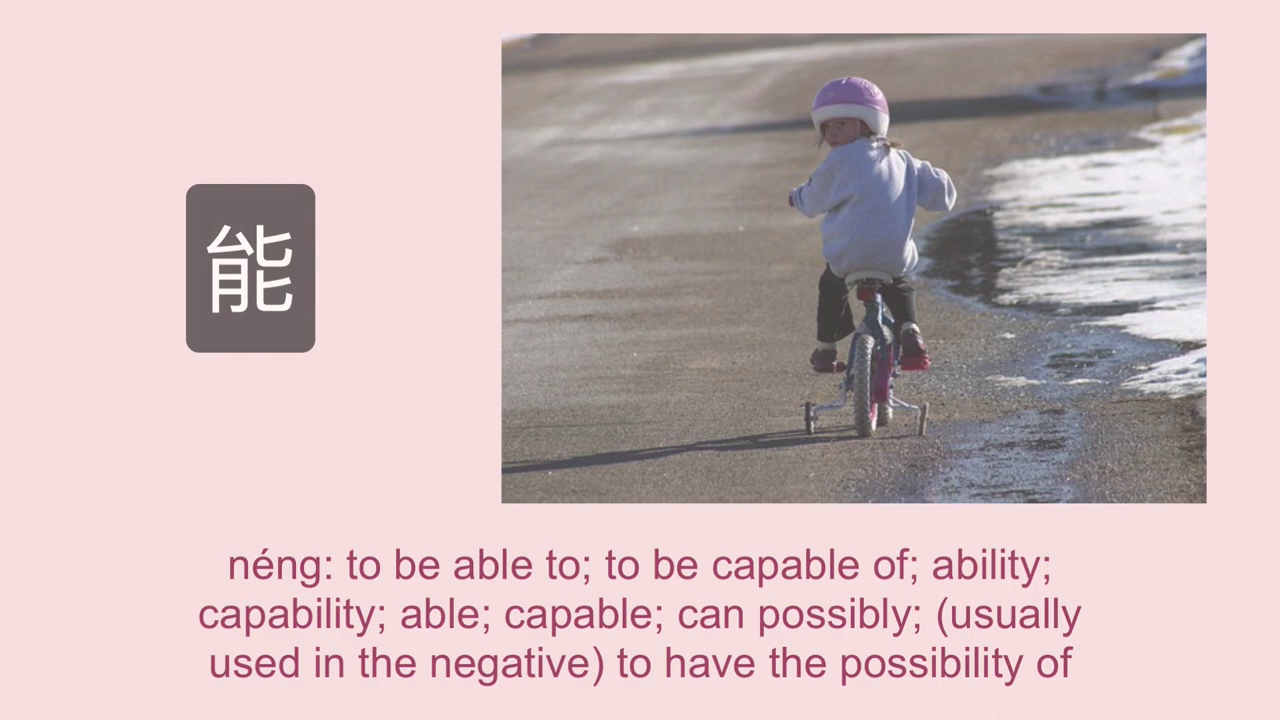 能
néng: to be able to; to be capable of; ability;
capability; able; capable; can possibly; (usually
used in the negative) to have the possibility of